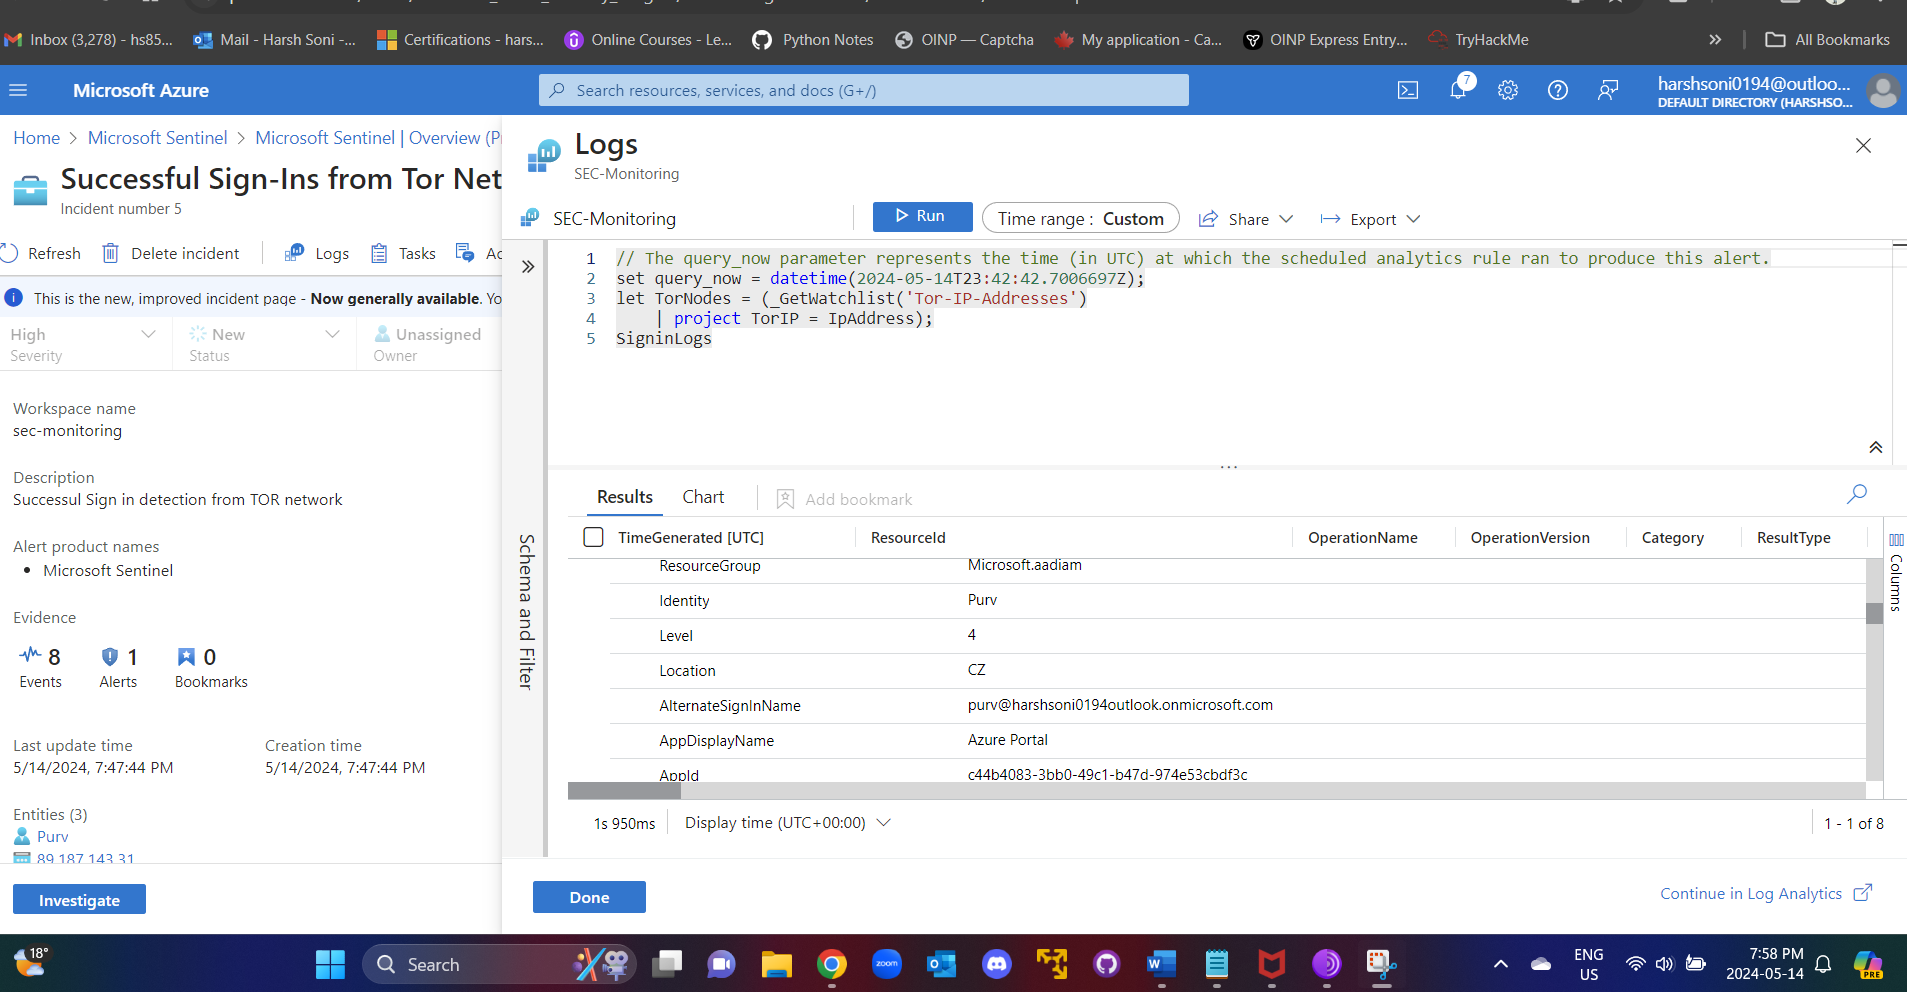 Inbox (3,278) - hs85...
Mail - Harsh Soni -...
Certifications - hars...
Online Courses - Le...
Python Notes
OINP — Captcha
My application - Ca...
OINP Express Entry...
TryHackMe
All Bookmarks
Microsoft Azure
Search resources, services, and docs (G+/)
7
harshsoni0194@outloo...
DEFAULT DIRECTORY (HARSHSO...
Home > Microsoft Sentinel > Microsoft Sentinel | Overview (P
Successful Sign-Ins from Tor Net
Incident number 5
Refresh
Delete incident
Logs
Tasks
Ac
This is the new, improved incident page - Now generally available. Yo
High
Severity
New
Status
Unassigned
Owner
Workspace name
sec-monitoring
Description
Successul Sign in detection from TOR network
Alert product names
• Microsoft Sentinel
Evidence
8
Events
1
Alerts
0
Bookmarks
Last update time
5/14/2024, 7:47:44 PM
Creation time
5/14/2024, 7:47:44 PM
Entities (3)
Purv
89.187.143.31
Investigate
Logs
SEC-Monitoring
SEC-Monitoring
Run
Time range : Custom
Share
Export
1 // The query_now parameter represents the time (in UTC) at which the scheduled analytics rule ran to produce this alert.
2 set query_now = datetime(2024-05-14T23:42:42.7006697Z);
3 let TorNodes = (_GetWatchlist('Tor-IP-Addresses')
4 | project TorIP = IpAddress);
5 SigninLogs
Schema and Filter
Results
Chart
Add bookmark
TimeGenerated [UTC]
ResourceId
OperationName
OperationVersion
Category
ResultType
Columns
ResourceGroup Microsoft.aadiam
Identity Purv
Level 4
Location CZ
AlternateSignInName purv@harshsoni0194outlook.onmicrosoft.com
AppDisplayName Azure Portal
AppId c44b4083-3bb0-49c1-b47d-974e53cbdf3c
1s 950ms
Display time (UTC+00:00)
1 - 1 of 8
Done
Continue in Log Analytics
18°
Search
zoom
ENG
US
7:58 PM
2024-05-14
PRE